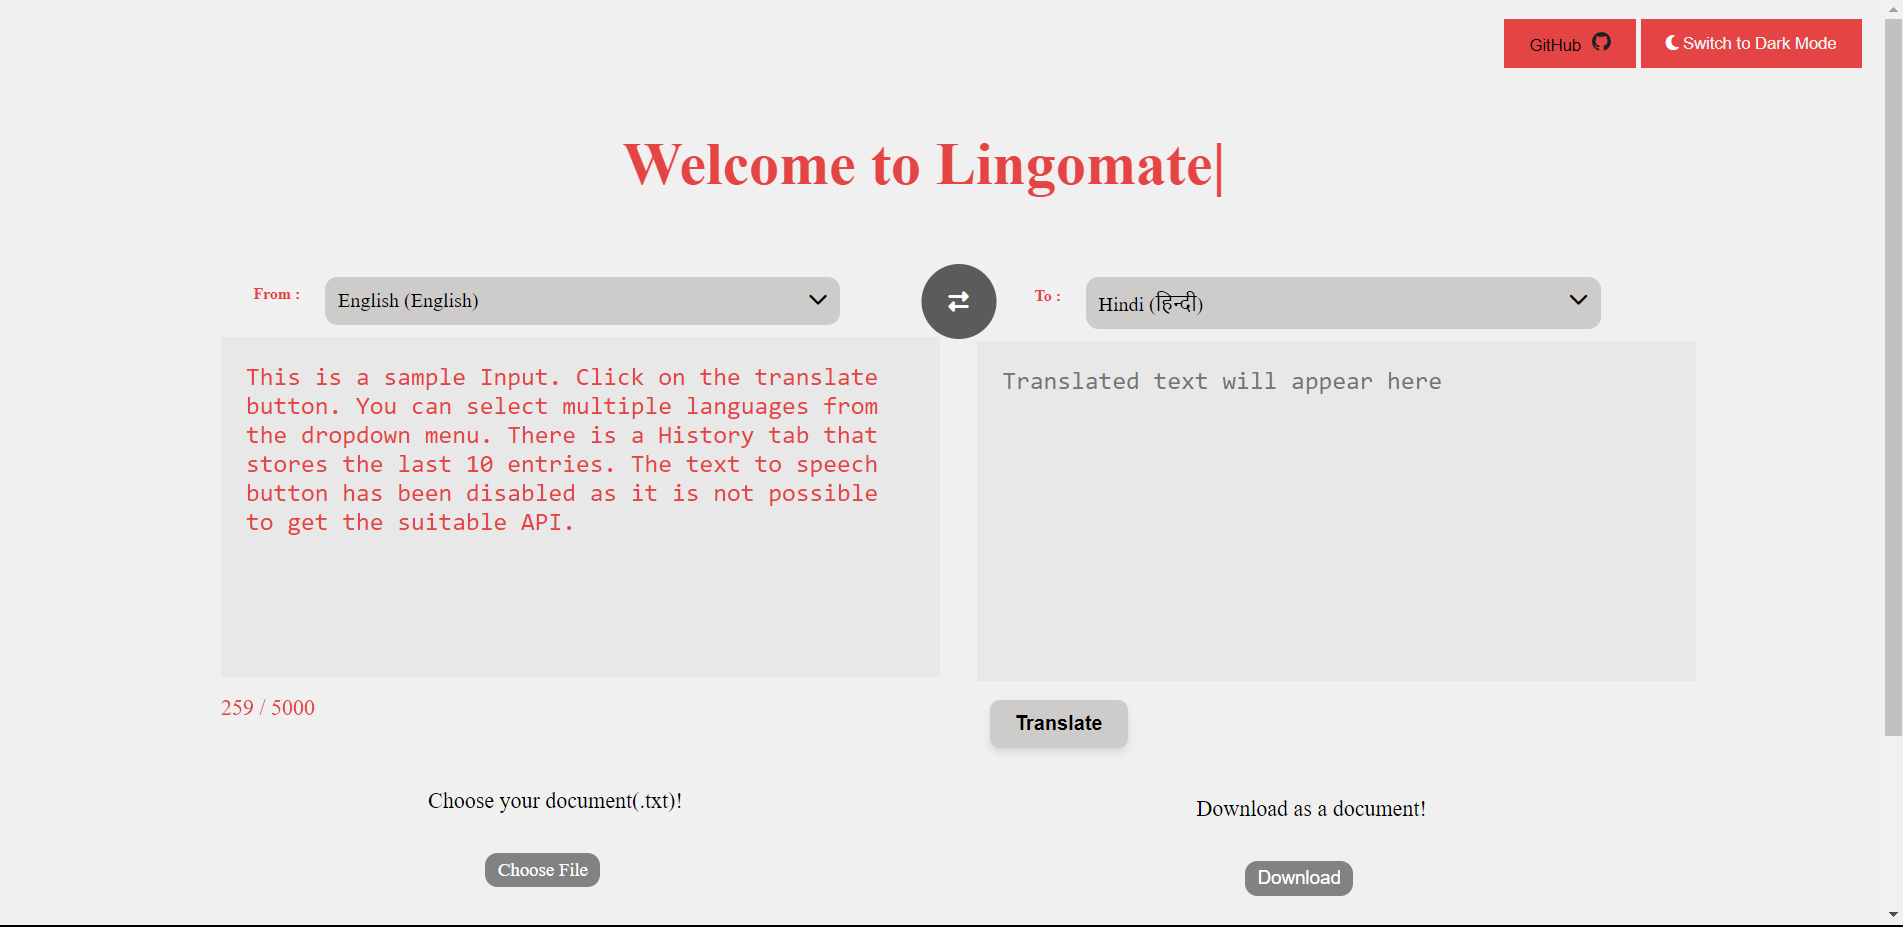 GitHub
Switch to Dark Mode
Welcome to Lingomate|
From :
English (English)
To :
Hindi (हिन्दी)
This is a sample Input. Click on the translate
button. You can select multiple languages from
the dropdown menu. There is a History tab that
stores the last 10 entries. The text to speech
button has been disabled as it is not possible
to get the suitable API.
Translated text will appear here
259 / 5000
Translate
Choose your document(.txt)!
Download as a document!
Choose File
Download